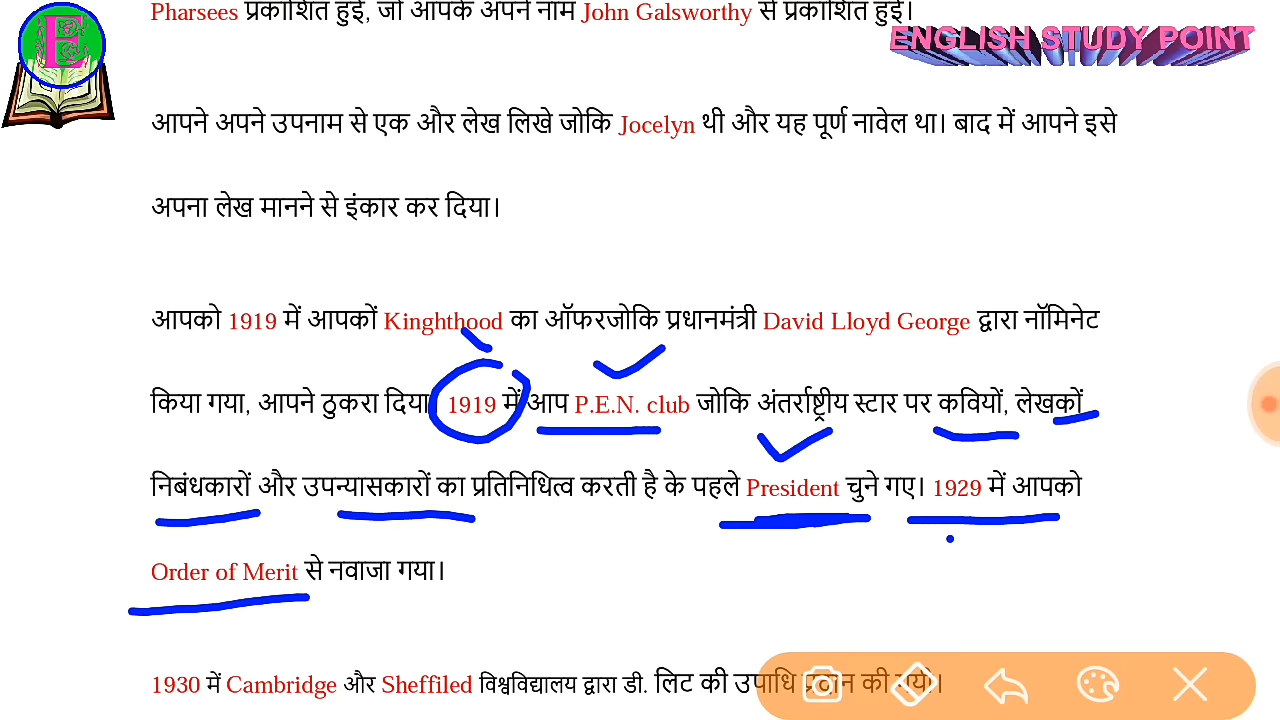 Pharsees प्रकाशित हुई, जो आपके अपने नाम John Galsworthy से प्रकाशित हुई।
ENGLISH STUDY POINT
E
आपने अपने उपनाम से एक और लेख लिखे जोकि Jocelyn थी और यह पूर्ण नावेल था। बाद में आपने इसे
अपना लेख मानने से इंकार कर दिया।
आपको 1919 में आपकों Kinghthood का ऑफरजोकि प्रधानमंत्री David Lloyd George द्वारा नॉमिनेट
किया गया, आपने ठुकरा दिया। 1919 में आप P.E.N. club जोकि अंतर्राष्ट्रीय स्टार पर कवियों, लेखकों
निबंधकारों और उपन्यासकारों का प्रतिनिधित्व करती है के पहले President चुने गए। 1929 में आपको
Order of Merit से नवाजा गया।
1930 में Cambridge और Sheffiled विश्वविद्यालय द्वारा डी. लिट की उपाधि प्रदान की गयी।